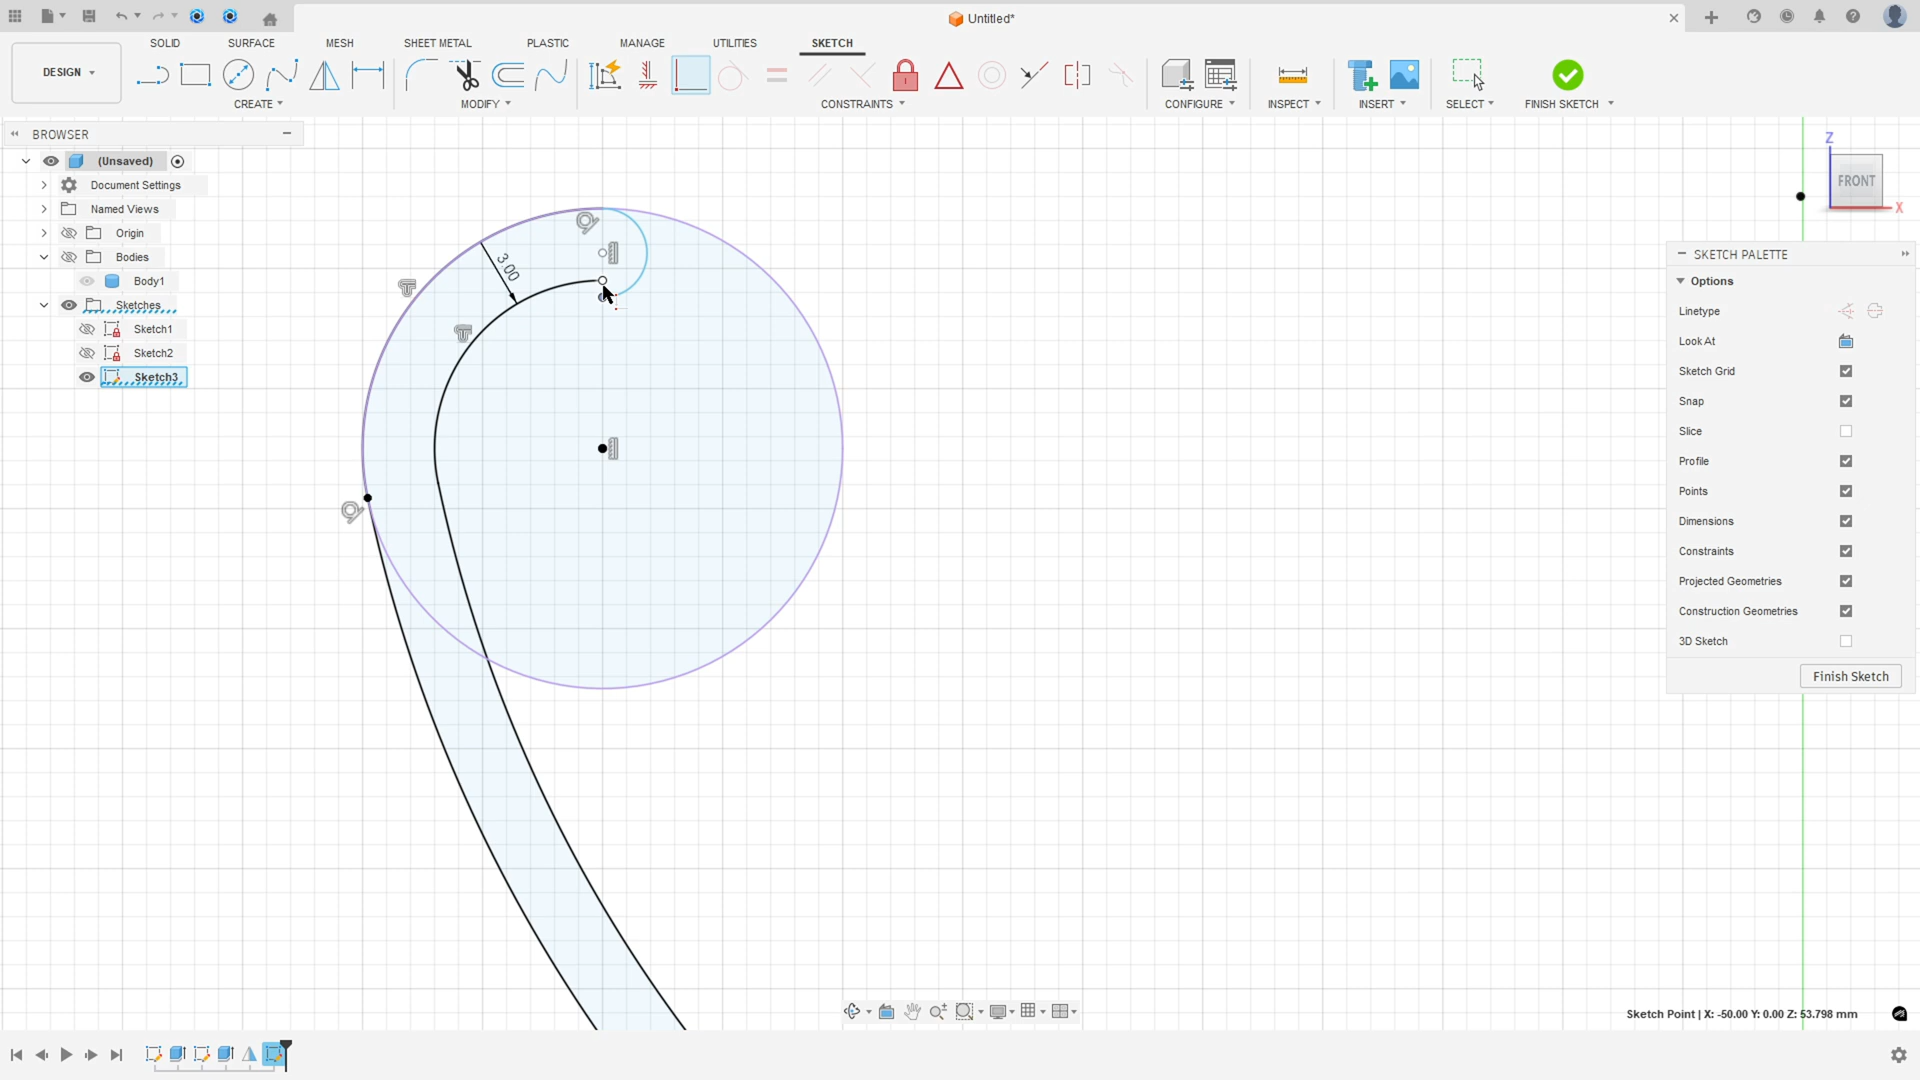 Untitled*
SOLID SURFACE MESH SHEET METAL PLASTIC MANAGE UTILITIES SKETCH
DESIGN
CREATE MODIFY CONSTRAINTS CONFIGURE INSPECT INSERT SELECT FINISH SKETCH
BROWSER
(Unsaved)
Document Settings
Named Views
Origin
Bodies
Body1
Sketches
Sketch1
Sketch2
Sketch3
3.00
Z
FRONT
X
SKETCH PALETTE
Options
Linetype
Look At
Sketch Grid
Snap
Slice
Profile
Points
Dimensions
Constraints
Projected Geometries
Construction Geometries
3D Sketch
Finish Sketch
Sketch Point | X: -50.00 Y: 0.00 Z: 53.798 mm